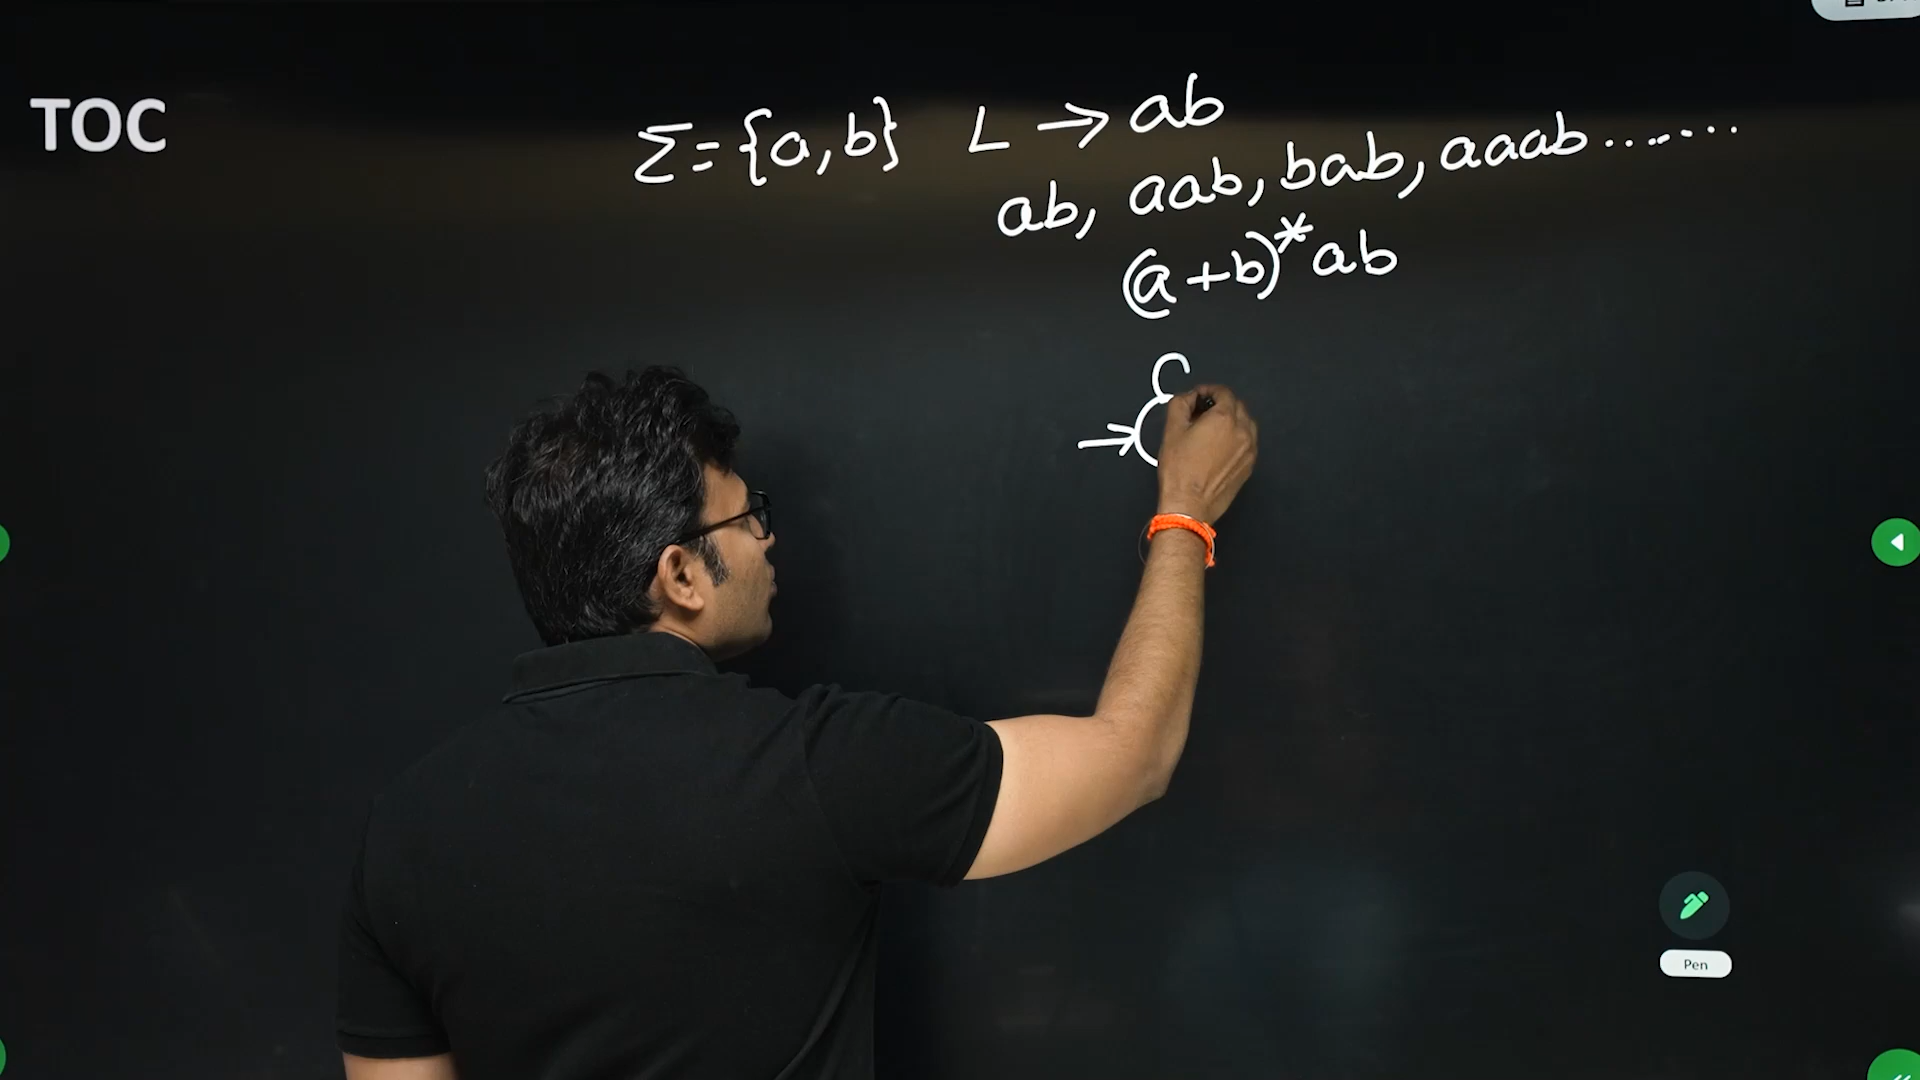 TOC
Σ={a,b} L → ab
ab, aab, bab, aaab.......
(a+b)*ab
Pen